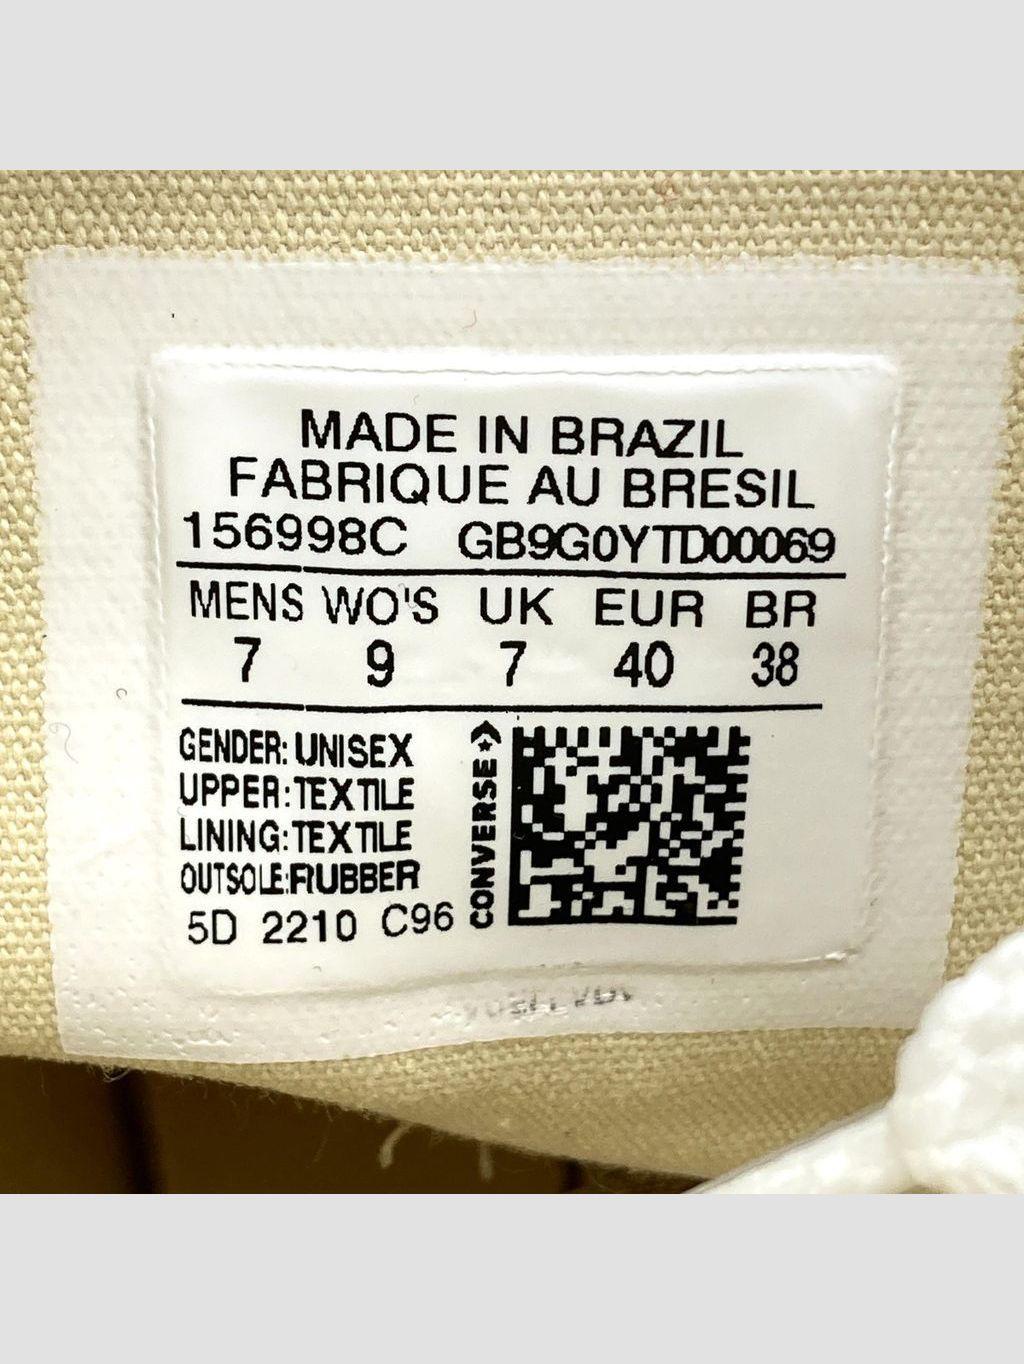 MADE IN BRAZIL
FABRIQUE AU BRESIL
156998C GB9G0YTD00069
MENS WO'S UK EUR BR
7 9 7 40 38
GENDER: UNISEX
UPPER:TEXTILE
LINING:TEXTILE
OUTSOLE:RUBBER
5D 2210 C96
CONVERSE